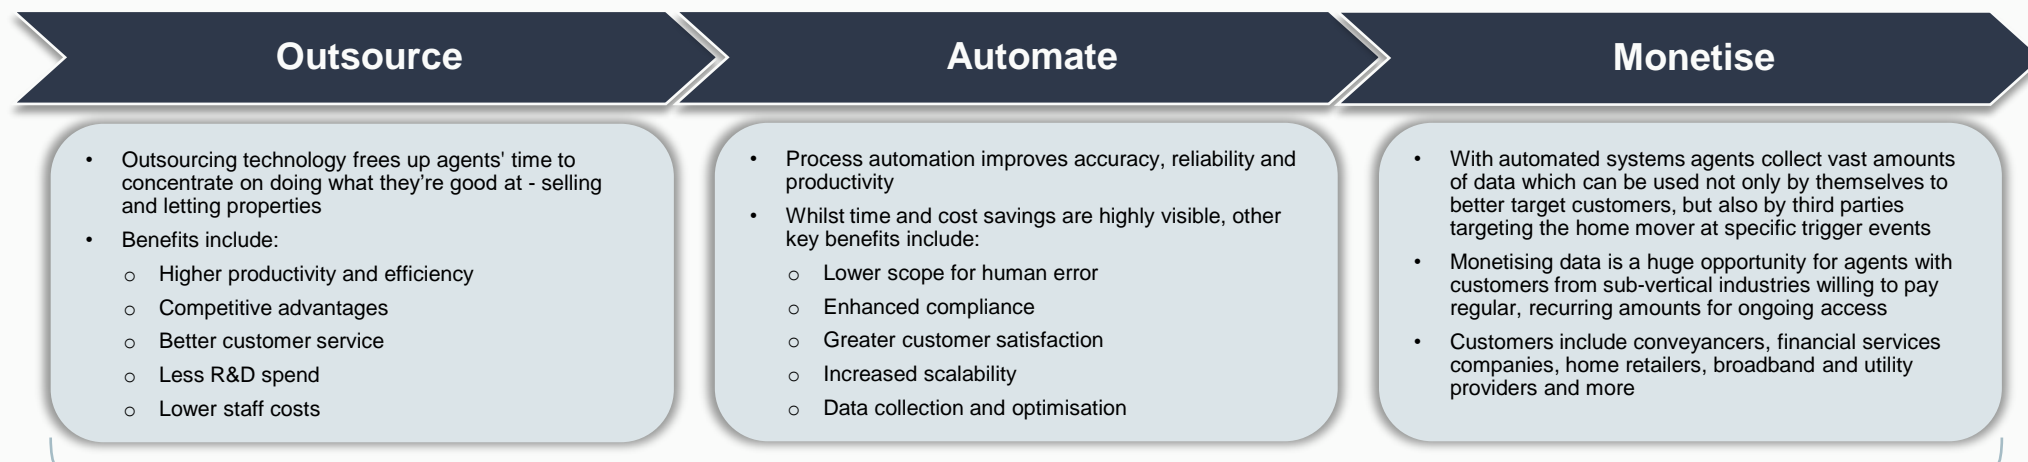 Outsource
Automate
Monetise
• Outsourcing technology frees up agents' time to
concentrate on doing what they’re good at - selling
and letting properties
• Benefits include:
o Higher productivity and efficiency
o Competitive advantages
o Better customer service
o Less R&D spend
o Lower staff costs
• Process automation improves accuracy, reliability and
productivity
• Whilst time and cost savings are highly visible, other
key benefits include:
o Lower scope for human error
o Enhanced compliance
o Greater customer satisfaction
o Increased scalability
o Data collection and optimisation
• With automated systems agents collect vast amounts
of data which can be used not only by themselves to
better target customers, but also by third parties
targeting the home mover at specific trigger events
• Monetising data is a huge opportunity for agents with
customers from sub-vertical industries willing to pay
regular, recurring amounts for ongoing access
• Customers include conveyancers, financial services
companies, home retailers, broadband and utility
providers and more